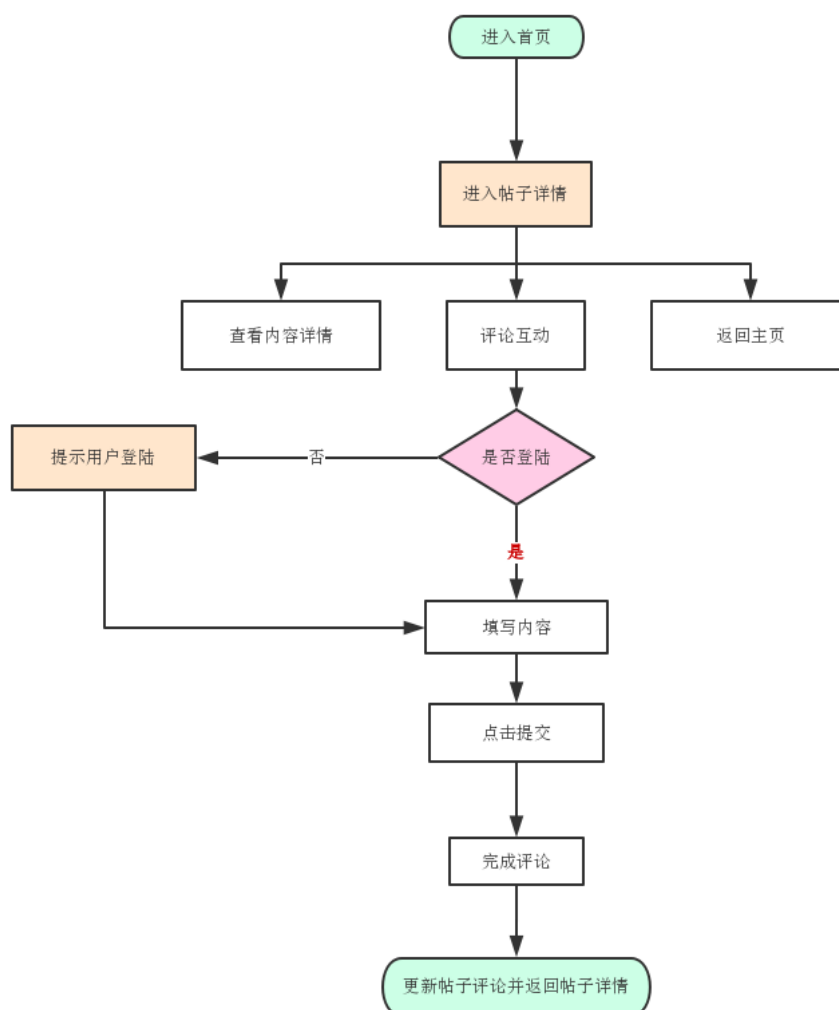 进入首页
进入帖子详情
查看内容详情
评论互动
返回主页
提示用户登陆
否
是否登陆
是
填写内容
点击提交
完成评论
更新帖子评论并返回帖子详情